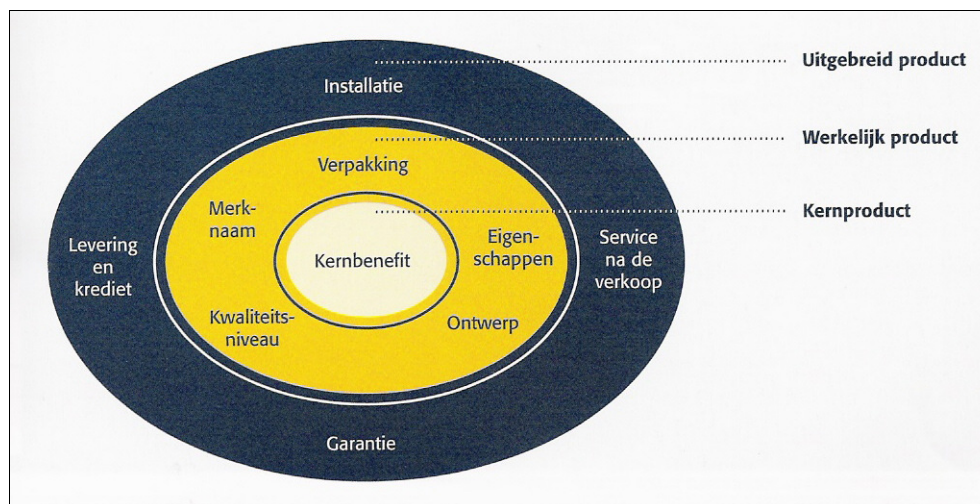 Uitgebreid product
Installatie
Werkelijk product
Verpakking
Kernproduct
Merk-
naam
Eigen-
schappen
Levering
en
krediet
Kernbenefit
Service
na de
verkoop
Kwaliteits-
niveau
Ontwerp
Garantie